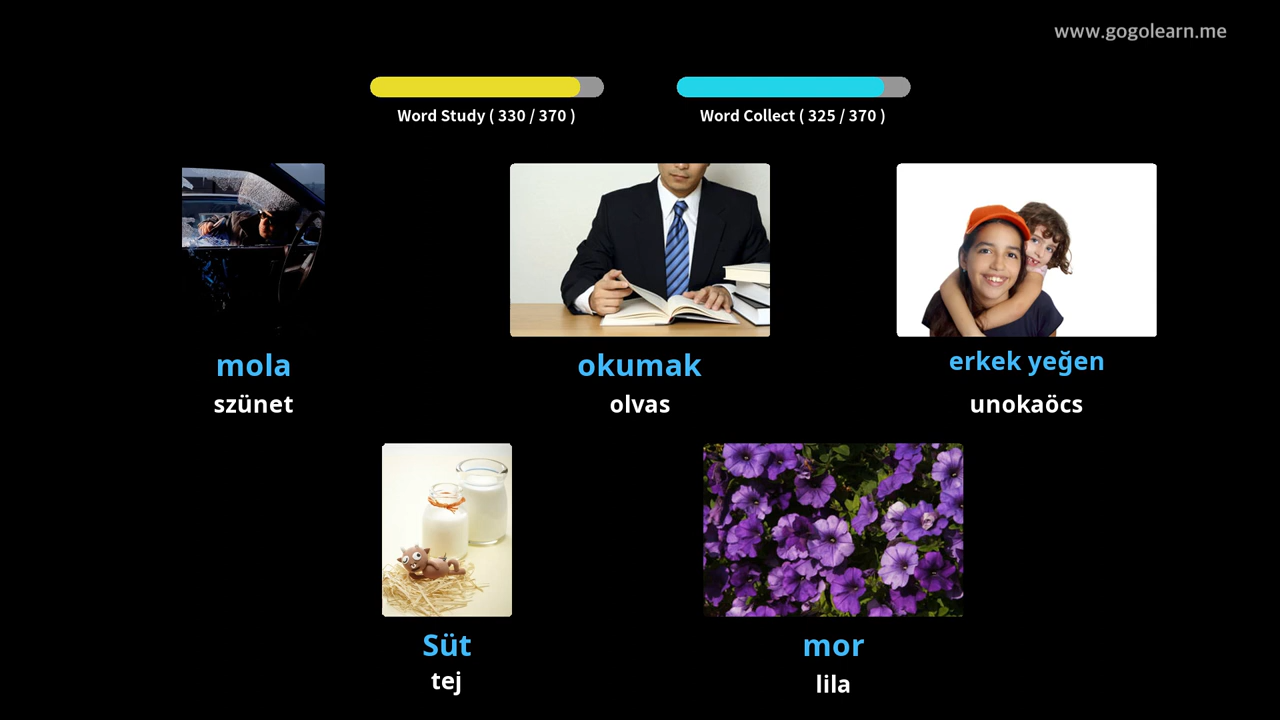 www.gogolearn.me
Word Study ( 330 / 370 )
Word Collect ( 325 / 370 )
mola
szünet
okumak
olvas
erkek yeğen
unokaöcs
Süt
tej
mor
lila